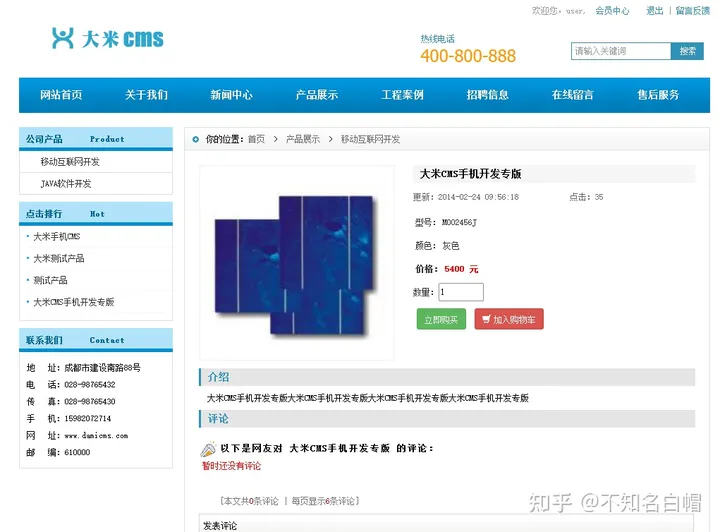 欢迎您, user, 会员中心 退出 | 留言反馈
大米cms
热线电话
400-800-888
请输入关键词 搜索
网站首页 关于我们 新闻中心 产品展示 工程案例 招聘信息 在线留言 售后服务
公司产品 Product
移动互联网开发
JAVA软件开发
点击排行 Hot
大米手机CMS
大米测试产品
测试产品
大米CMS手机开发专版
联系我们 Contact
地 址: 成都市建设南路88号
电 话: 028-98765432
传 真: 028-98765430
手 机: 15982072714
网 址: www.damicms.com
邮 编: 610000
你的位置: 首页 > 产品展示 > 移动互联网开发
大米CMS手机开发专版
更新: 2014-02-24 09:56:18 点击: 35
型号: M002456J
颜色: 灰色
价格: 5400 元
数量: 1
立即购买 加入购物车
介绍
大米CMS手机开发专版大米CMS手机开发专版大米CMS手机开发专版大米CMS手机开发专版
评论
以下是网友对 大米CMS手机开发专版 的评论:
暂时还没有评论
[本文共0条评论 | 每页显示6条评论]
发表评论
知乎 @不知名白帽